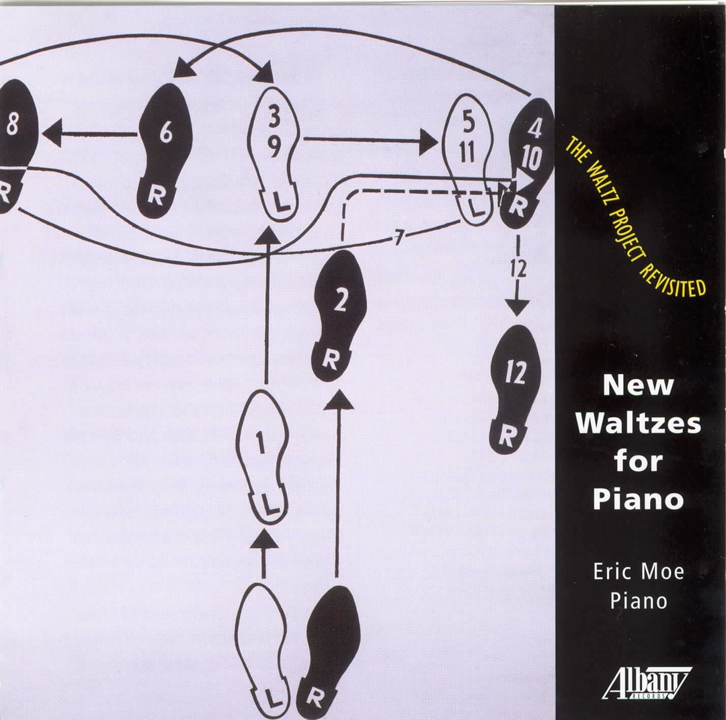 8
R
6
R
3
9
L
5
11
L
4
10
R
7
12
2
R
12
R
1
L
L
R
THE WALTZ PROJECT REVISITED
New
Waltzes
for
Piano
Eric Moe
Piano
Albany
RECORDS